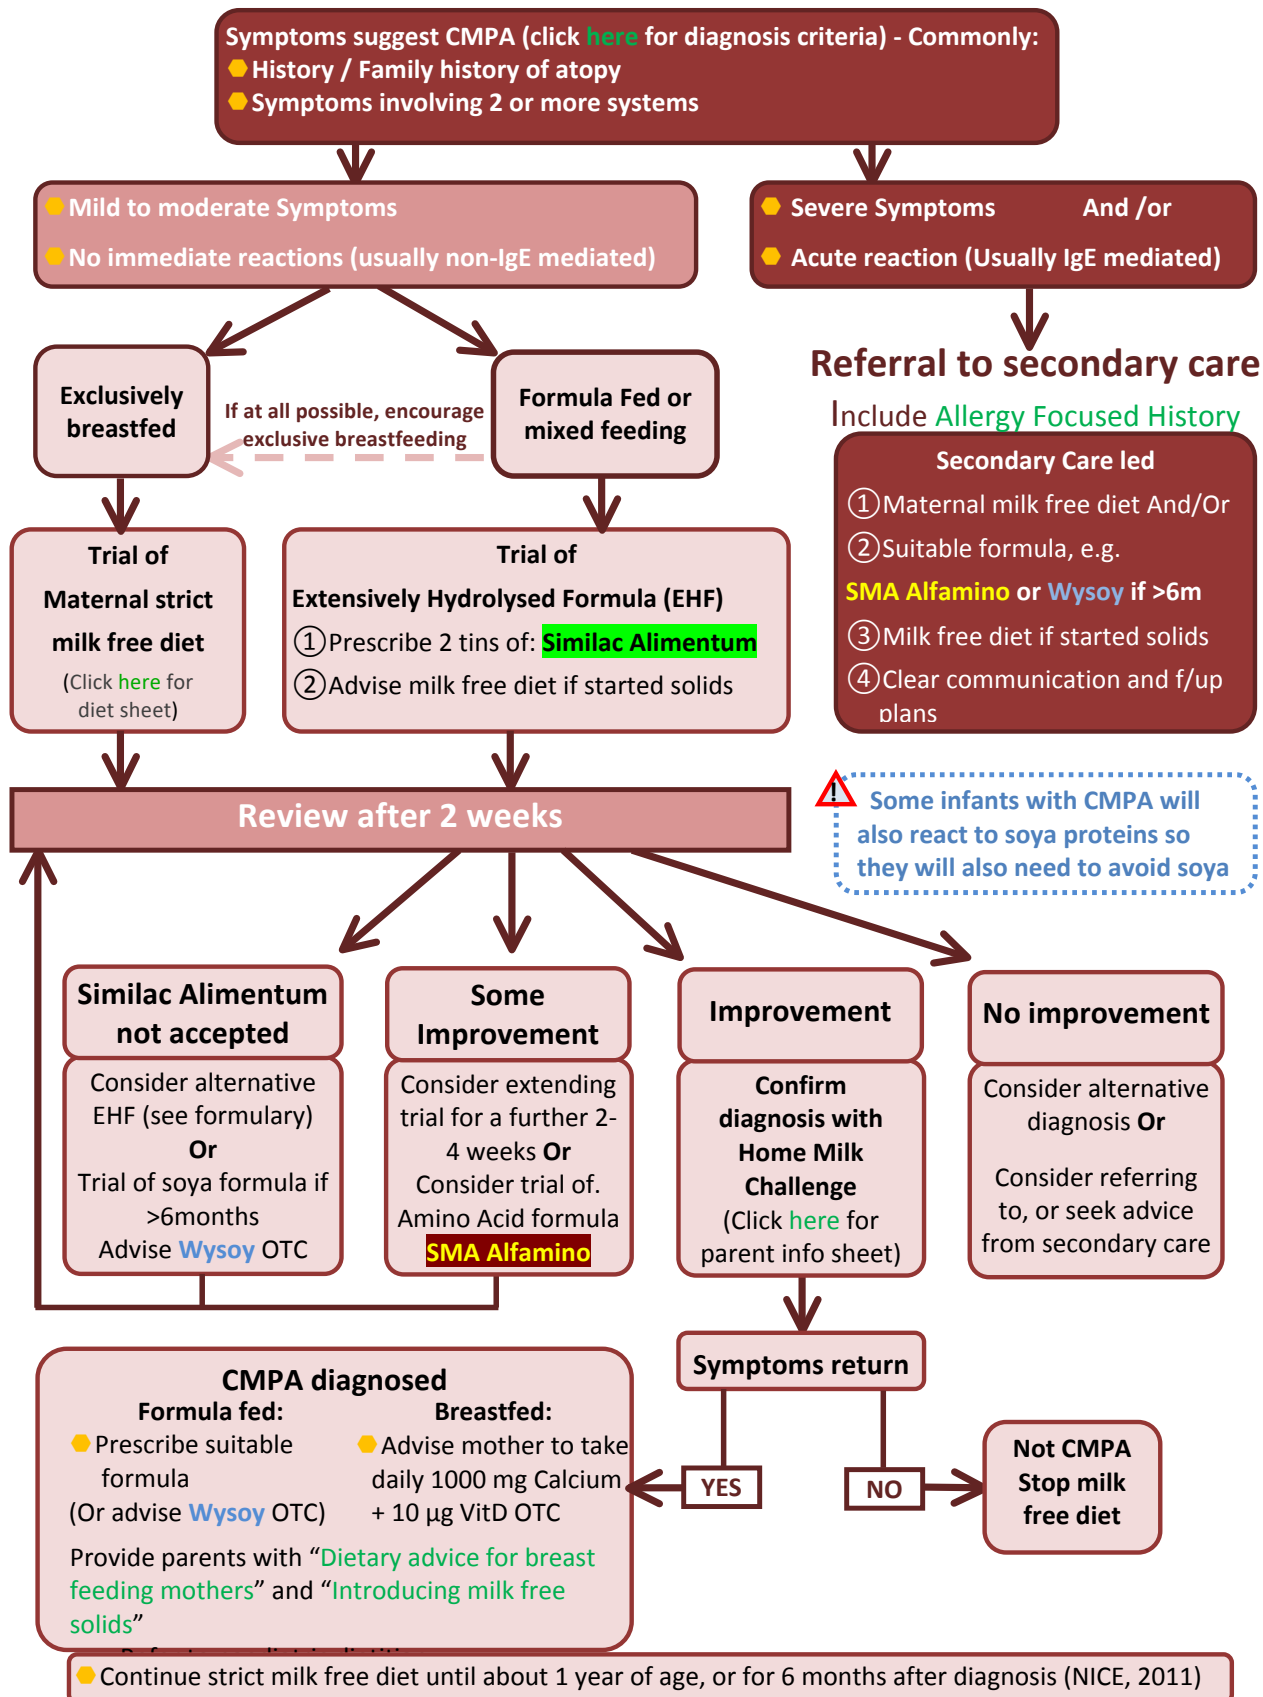 Symptoms suggest CMPA (click here for diagnosis criteria) - Commonly:
History / Family history of atopy
Symptoms involving 2 or more systems
Mild to moderate Symptoms
No immediate reactions (usually non-IgE mediated)
Severe Symptoms And /or
Acute reaction (Usually IgE mediated)
Exclusively
breastfed
If at all possible, encourage
exclusive breastfeeding
Formula Fed or
mixed feeding
Referral to secondary care
Include Allergy Focused History
Secondary Care led
①Maternal milk free diet And/Or
②Suitable formula, e.g.
SMA Alfamino or Wysoy if >6m
③Milk free diet if started solids
④Clear communication and f/up
plans
Trial of
Maternal strict
milk free diet
(Click here for
diet sheet)
Trial of
Extensively Hydrolysed Formula (EHF)
①Prescribe 2 tins of: Similac Alimentum
②Advise milk free diet if started solids
Review after 2 weeks
!
Some infants with CMPA will
also react to soya proteins so
they will also need to avoid soya
Similac Alimentum
not accepted
Consider alternative
EHF (see formulary)
Or
Trial of soya formula if
>6months
Advise Wysoy OTC
Some
Improvement
Consider extending
trial for a further 2-
4 weeks Or
Consider trial of.
Amino Acid formula
SMA Alfamino
Improvement
Confirm
diagnosis with
Home Milk
Challenge
(Click here for
parent info sheet)
No improvement
Consider alternative
diagnosis Or
Consider referring
to, or seek advice
from secondary care
Symptoms return
YES
NO
Not CMPA
Stop milk
free diet
CMPA diagnosed
Formula fed:
Prescribe suitable
formula
(Or advise Wysoy OTC)
Breastfed:
Advise mother to take
daily 1000 mg Calcium
+ 10 µg VitD OTC
Provide parents with “Dietary advice for breast
feeding mothers” and “Introducing milk free
solids”
Continue strict milk free diet until about 1 year of age, or for 6 months after diagnosis (NICE, 2011)